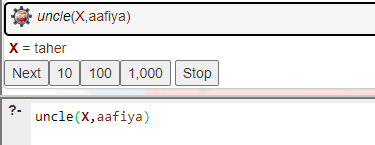 uncle(X,aafiya)
X = taher
Next 10 100 1,000 Stop
?- uncle(X,aafiya)